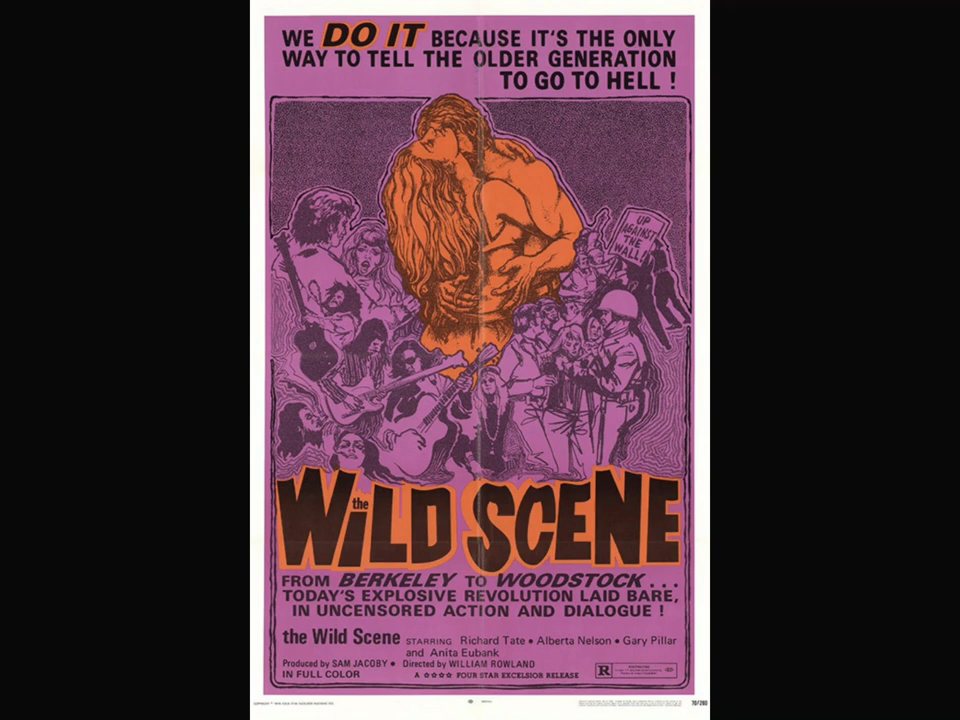 WE DO IT BECAUSE IT'S THE ONLY
WAY TO TELL THE OLDER GENERATION
TO GO TO HELL !
UP
AGAINST
THE
WALL!
the WiLD SCENE
FROM BERKELEY TO WOODSTOCK...
TODAY'S EXPLOSIVE REVOLUTION LAID BARE,
IN UNCENSORED ACTION AND DIALOGUE !
the Wild Scene STARRING Richard Tate • Alberta Nelson • Gary Pillar
and Anita Eubank
Produced by SAM JACOBY • Directed by WILLIAM ROWLAND
IN FULL COLOR
A ☆☆☆☆ FOUR STAR EXCELSIOR RELEASE
R
70/260